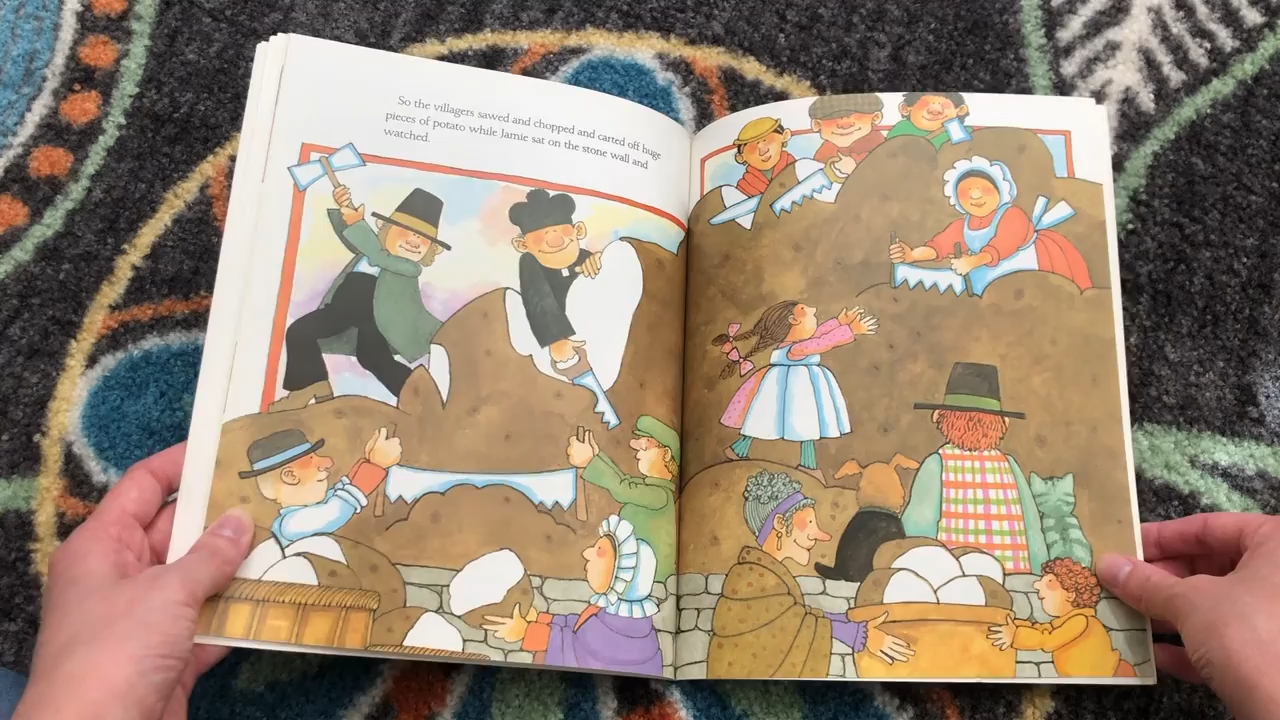 So the villagers sawed and chopped and carted off huge
pieces of potato while Jamie sat on the stone wall and
watched.